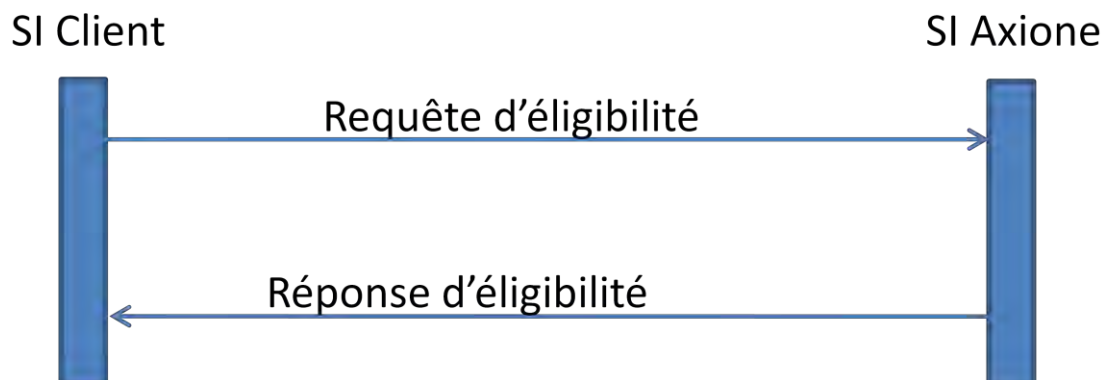 SI Client
SI Axione
Requête d’éligibilité
Réponse d’éligibilité